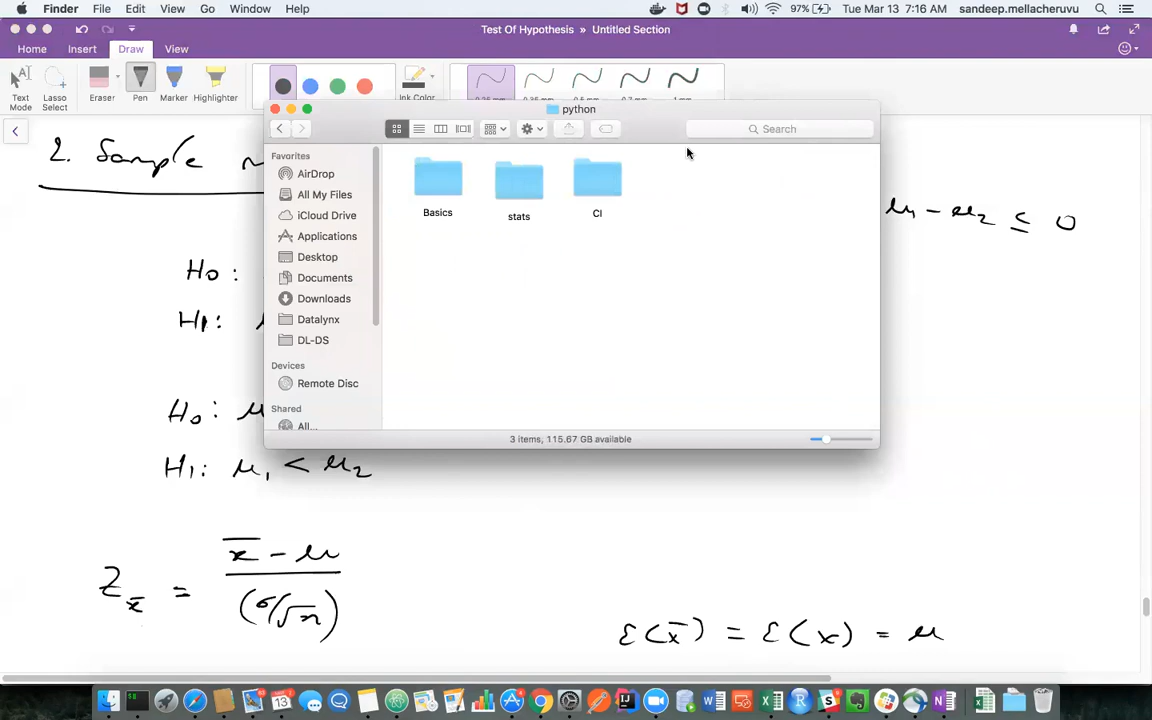 Finder File Edit View Go Window Help 97% Tue Mar 13 7:16 AM sandeep.mellacheruvu
Test Of Hypothesis » Untitled Section
Home Insert Draw View
Text Mode Lasso Select Eraser Pen Marker Highlighter Ink Color
python
Search
Favorites
AirDrop
All My Files
iCloud Drive
Applications
Desktop
Documents
Downloads
Datalynx
DL-DS
Devices
Remote Disc
Shared
All...
Basics stats CI
3 items, 115.67 GB available
2. Sample
μ1 - μ2 ≤ 0
H0 :
H1 :
H0 : μ
H1 : μ1 < μ2
Z x̄ = x̄ - μ / (σ/√n)
E(x̄) = E(x) = μ